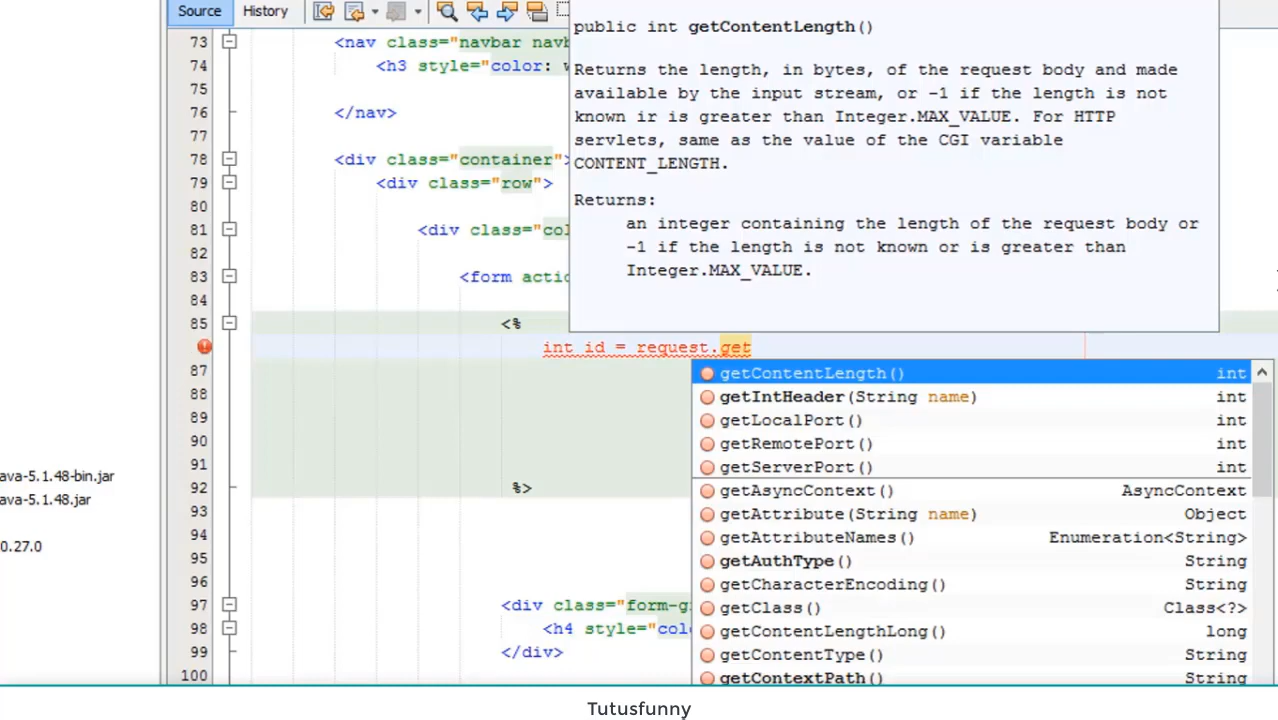 Source History
public int getContentLength()
Returns the length, in bytes, of the request body and made
available by the input stream, or -1 if the length is not
known ir is greater than Integer.MAX_VALUE. For HTTP
servlets, same as the value of the CGI variable
CONTENT_LENGTH.
Returns:
an integer containing the length of the request body or
-1 if the length is not known or is greater than
Integer.MAX_VALUE.
73 <nav class="navbar navb
74 <h3 style="color: w
75
76 </nav>
77
78 <div class="container">
79 <div class="row">
80
81 <div class="col
82
83 <form actio
84
85 <%
int id = request.get
87
88
89
90
91
92 %>
93
94
95
96
97 <div class="form-g
98 <h4 style="colo
99 </div>
100
getContentLength() int
getIntHeader(String name) int
getLocalPort() int
getRemotePort() int
getServerPort() int
getAsyncContext() AsyncContext
getAttribute(String name) Object
getAttributeNames() Enumeration<String>
getAuthType() String
getCharacterEncoding() String
getClass() Class<?>
getContentLengthLong() long
getContentType() String
getContextPath() String
ava-5.1.48-bin.jar
ava-5.1.48.jar
0.27.0
Tutusfunny